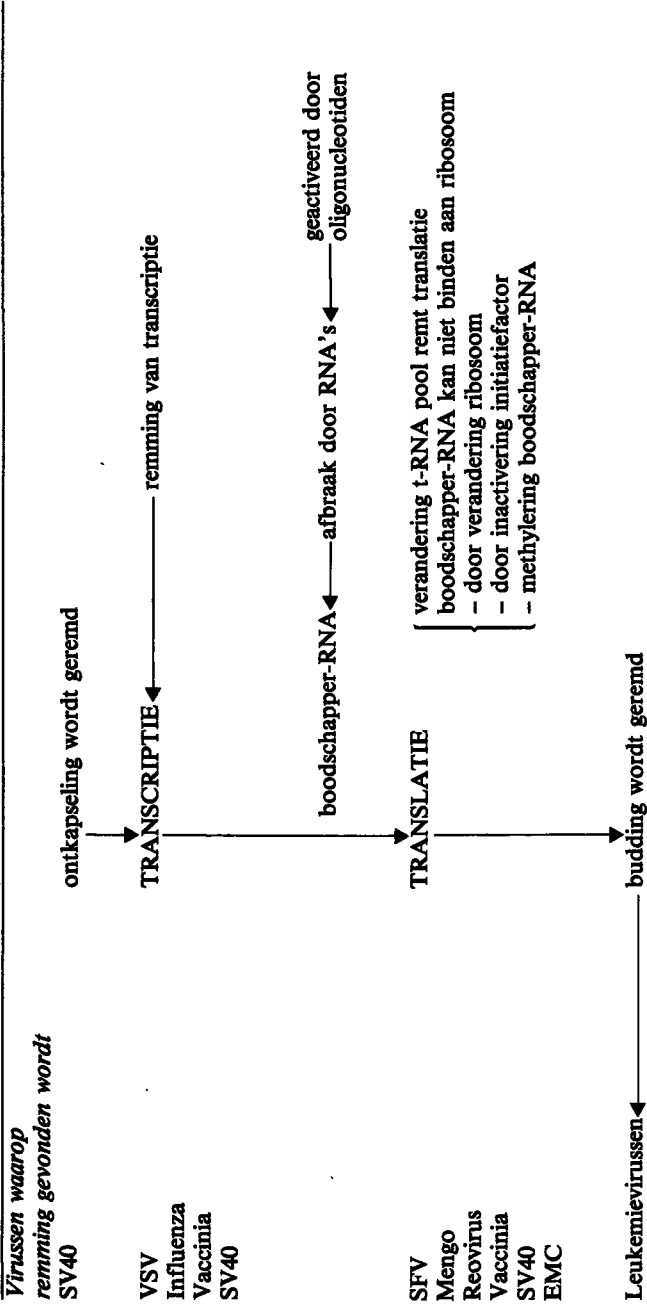 Virussen waarop
remming gevonden wordt
SV40
ontkapseling wordt geremd
VSV
Influenza
Vaccinia
SV40
TRANSCRIPTIE
remming van transcriptie
boodschapper-RNA
afbraak door RNA's
geactiveerd door
oligonucleotiden
SFV
Mengo
Reovirus
Vaccinia
SV40
EMC
TRANSLATIE
verandering t-RNA pool remt translatie
boodschapper-RNA kan niet binden aan ribosoom
– door verandering ribosoom
– door inactivering initiatiefactor
– methylering boodschapper-RNA
Leukemievirussen
budding wordt geremd